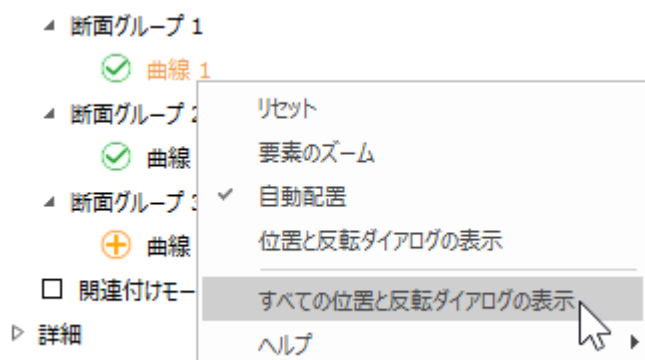 断面グループ 1
曲線 1
断面グループ 2
曲線
断面グループ 3
曲線
関連付けモー
詳細
リセット
要素のズーム
自動配置
位置と反転ダイアログの表示
すべての位置と反転ダイアログの表示
ヘルプ